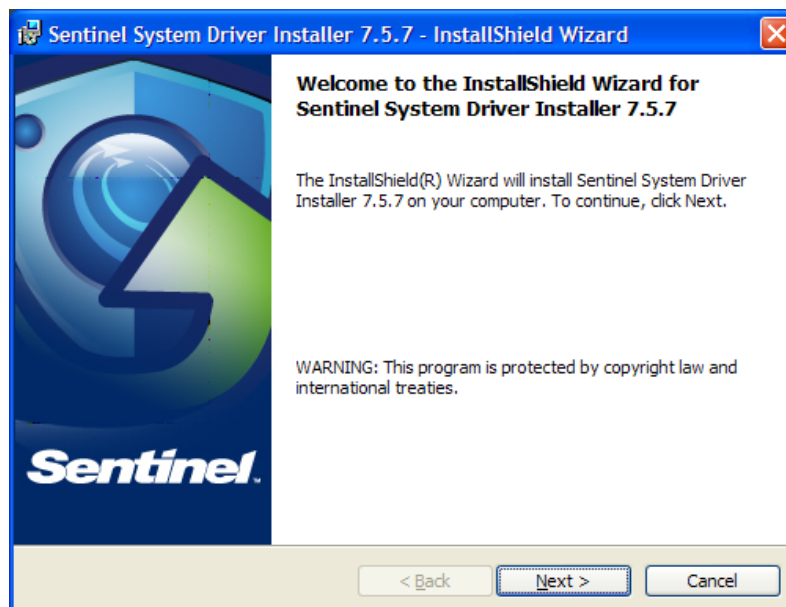 Sentinel System Driver Installer 7.5.7 - InstallShield Wizard
Welcome to the InstallShield Wizard for
Sentinel System Driver Installer 7.5.7
The InstallShield(R) Wizard will install Sentinel System Driver
Installer 7.5.7 on your computer. To continue, click Next.
WARNING: This program is protected by copyright law and
international treaties.
Sentinel™
< Back
Next >
Cancel